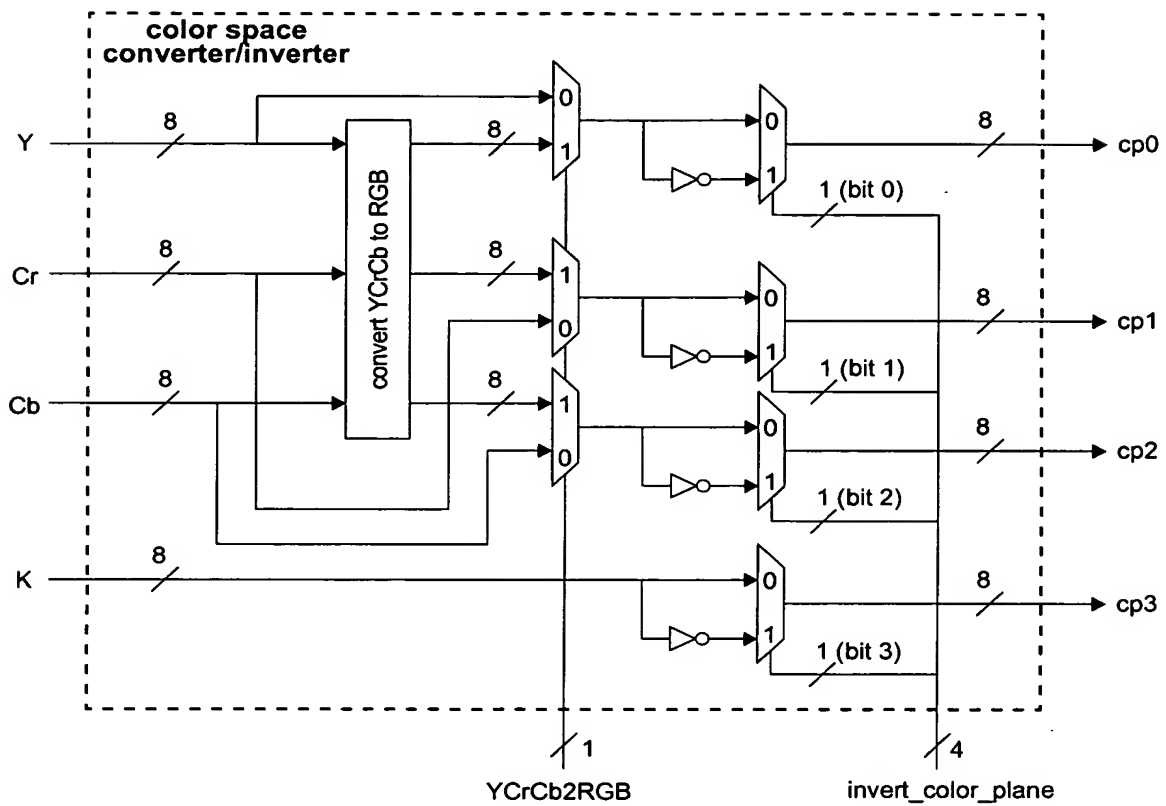 color space
converter/inverter
0
8
8
0
8
Y
1
cp0
1
1 (bit 0)
convert YCrCb to RGB
8
8
Cr
1
0
8
cp1
0
1
8
8
1 (bit 1)
Cb
1
0
8
cp2
0
1
1 (bit 2)
8
K
0
8
cp3
1
1 (bit 3)
1
4
YCrCb2RGB
invert_color_plane